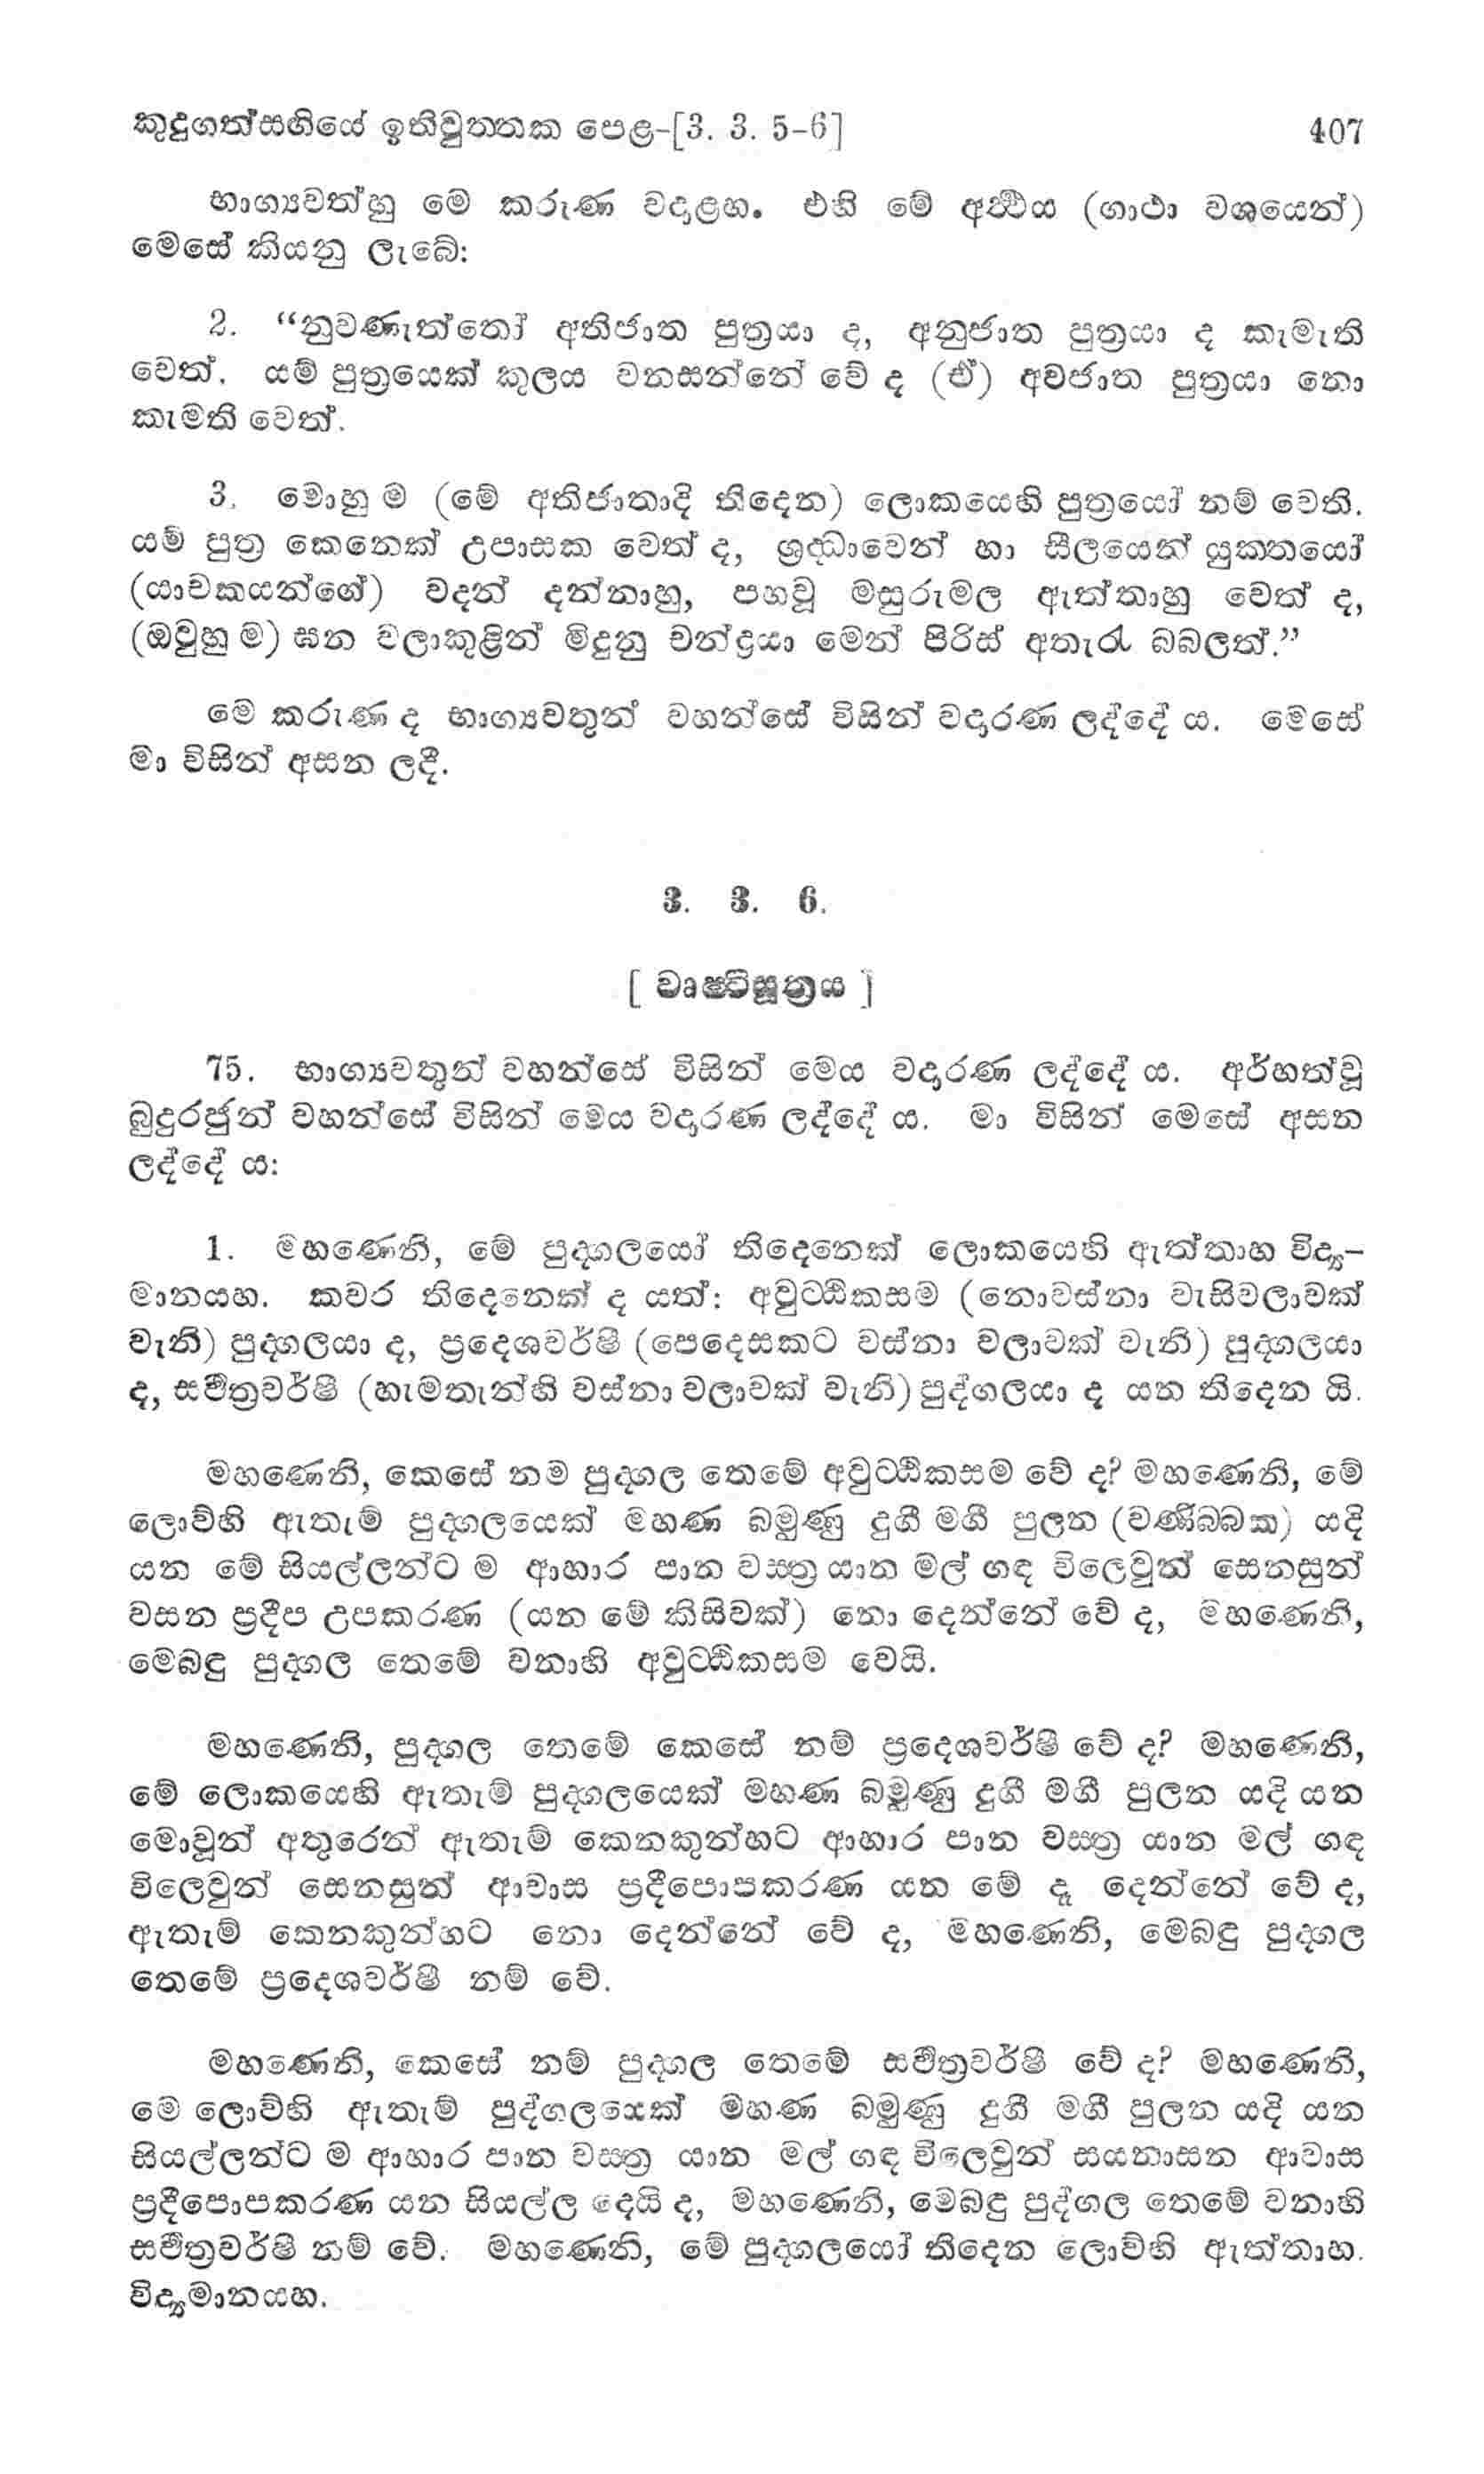 කුදුගත්සඟියේ ඉතිවුත්තක පෙළ-[3. 3. 5-6] 407
භාග්‍යවත්හු මේ කරුණ වදාළහ. එහි මේ අර්‍ථය (ගාථා වශයෙන්)
මෙසේ කියනු ලැබේ:
2. “නුවණැත්තෝ අතිජාත පුත්‍රයා ද, අනුජාත පුත්‍රයා ද කැමැති
වෙත්. යම් පුත්‍රයෙක් කුලය වනසන්නේ වේ ද (ඒ) අවජාත පුත්‍රයා නො
කැමති වෙත්.
3. මොහු ම (මේ අතිජාතාදි තිදෙන) ලොකයෙහි පුත්‍රයෝ නම් වෙති.
යම් පුත්‍ර කෙනෙක් උපාසක වෙත් ද, ශ්‍රද්ධාවෙන් හා සීලයෙන් යුක්තයෝ
(යාචකයන්ගේ) වදන් දන්නාහු, පහවූ මසුරුමල ඇත්තාහු වෙත් ද,
(ඔවුහු ම) ඝන වලාකුළින් මිදුනු චන්ද්‍රයා මෙන් පිරිස් අතැරැ බබලත්.”
මෙ කරුණ ද භාග්‍යවතුන් වහන්සේ විසින් වදාරණ ලද්දේ ය. මෙසේ
මා විසින් අසන ලදී.
3. 3. 6.
[ වෘෂ්ටිසූත්‍රය ]
75. භාග්‍යවතුන් වහන්සේ විසින් මෙය වදාරණ ලද්දේ ය. අර්හත්වූ
බුදුරජුන් වහන්සේ විසින් මෙය වදාරණ ලද්දේ ය. මා විසින් මෙසේ අසන
ලද්දේ ය:
1. මහණෙනි, මේ පුද්ගලයෝ තිදෙනෙක් ලොකයෙහි ඇත්තාහ විද්‍ය-
මානයහ. කවර තිදෙනෙක් ද යත්: අවුට්ඨිකසම (නොවස්නා වැසිවලාවක්
වැනි) පුද්ගලයා ද, ප්‍රදෙශවර්ෂී (පෙදෙසකට වස්නා වලාවක් වැනි) පුද්ගලයා
ද, සර්‍වත්‍රවර්ෂී (හැමතැන්හි වස්නා වලාවක් වැනි) පුද්ගලයා ද යන තිදෙන යි.
මහණෙනි, කෙසේ නම පුද්ගල තෙමේ අවුට්ඨිකසම වේ ද? මහණෙනි, මේ
ලොව්හි ඇතැම් පුද්ගලයෙක් මහණ බමුණු දුගී මගී පුලන (වණිබ්බක) යදි
යන මේ සියල්ලන්ට ම ආහාර පාන වස්ත්‍ර යාන මල් ගඳ විලෙවුන් සෙනසුන්
වසන ප්‍රදීප උපකරණ (යන මේ කිසිවක්) නො දෙන්නේ වේ ද, මහණෙනි,
මෙබඳු පුද්ගල තෙමේ වනාහි අවුට්ඨිකසම වෙයි.
මහණෙනි, පුද්ගල තෙමේ කෙසේ නම් ප්‍රදෙශවර්ෂී වේ ද? මහණෙනි,
මේ ලොකයෙහි ඇතැම් පුද්ගලයෙක් මහණ බමුණු දුගී මගී පුලන යදි යන
මොවුන් අතුරෙන් ඇතැම් කෙනකුන්හට ආහාර පාන වස්ත්‍ර යාන මල් ගඳ
විලෙවුන් සෙනසුන් ආවාස ප්‍රදීපොපකරණ යන මේ දෑ දෙන්නේ වේ ද,
ඇතැම් කෙනකුන්හට නො දෙන්නේ වේ ද, මහණෙනි, මෙබඳු පුද්ගල
තෙමේ ප්‍රදෙශවර්ෂී නම් වේ.
මහණෙනි, කෙසේ නම් පුද්ගල තෙමේ සර්‍වත්‍රවර්ෂී වේ ද? මහණෙනි,
මෙ ලොව්හි ඇතැම් පුද්ගලයෙක් මහණ බමුණු දුගී මගී පුලන යදි යන
සියල්ලන්ට ම ආහාර පාන වස්ත්‍ර යාන මල් ගඳ විලෙවුන් සයනාසන ආවාස
ප්‍රදීපොපකරණ යන සියල්ල දෙයි ද, මහණෙනි, මෙබඳු පුද්ගල තෙමේ වනාහි
සර්‍වත්‍රවර්ෂී නම් වේ. මහණෙනි, මේ පුද්ගලයෝ තිදෙන ලොව්හි ඇත්තාහ.
විද්‍යමානයහ.